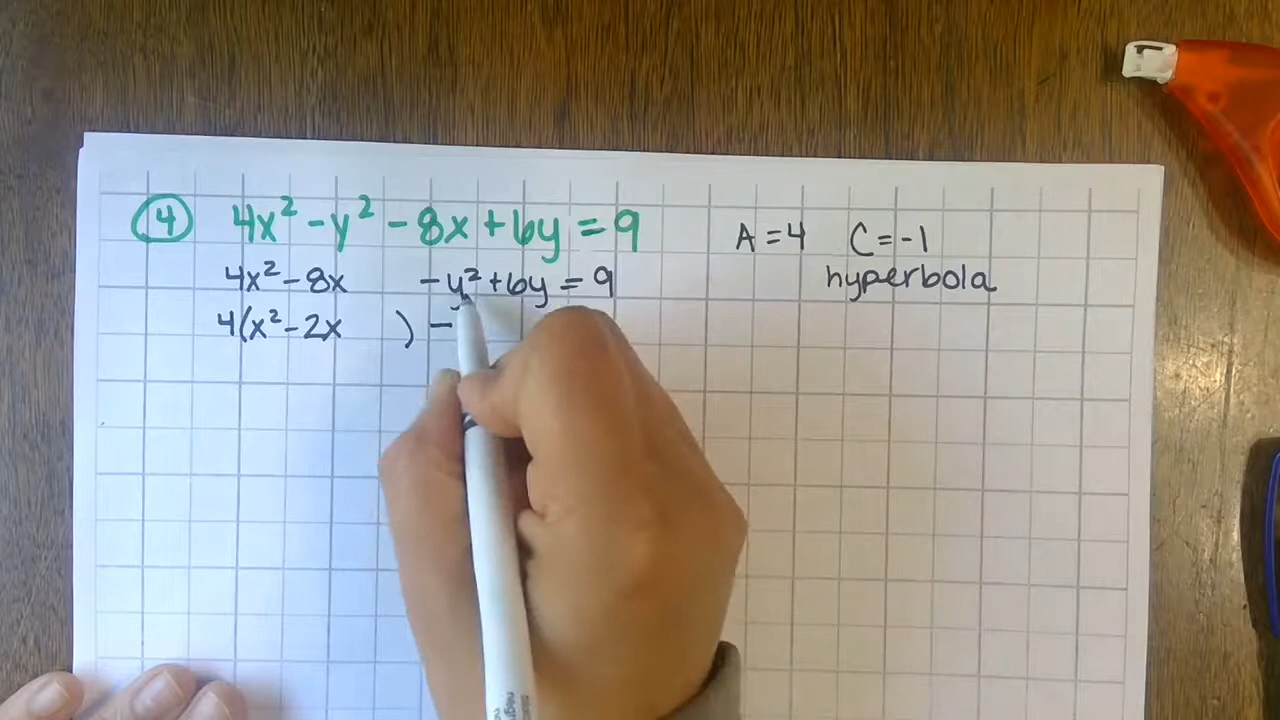 ④ 4x² - y² - 8x + 6y = 9
A = 4 C = -1
hyperbola
4x² - 8x - y² + 6y = 9
4(x² - 2x ) -